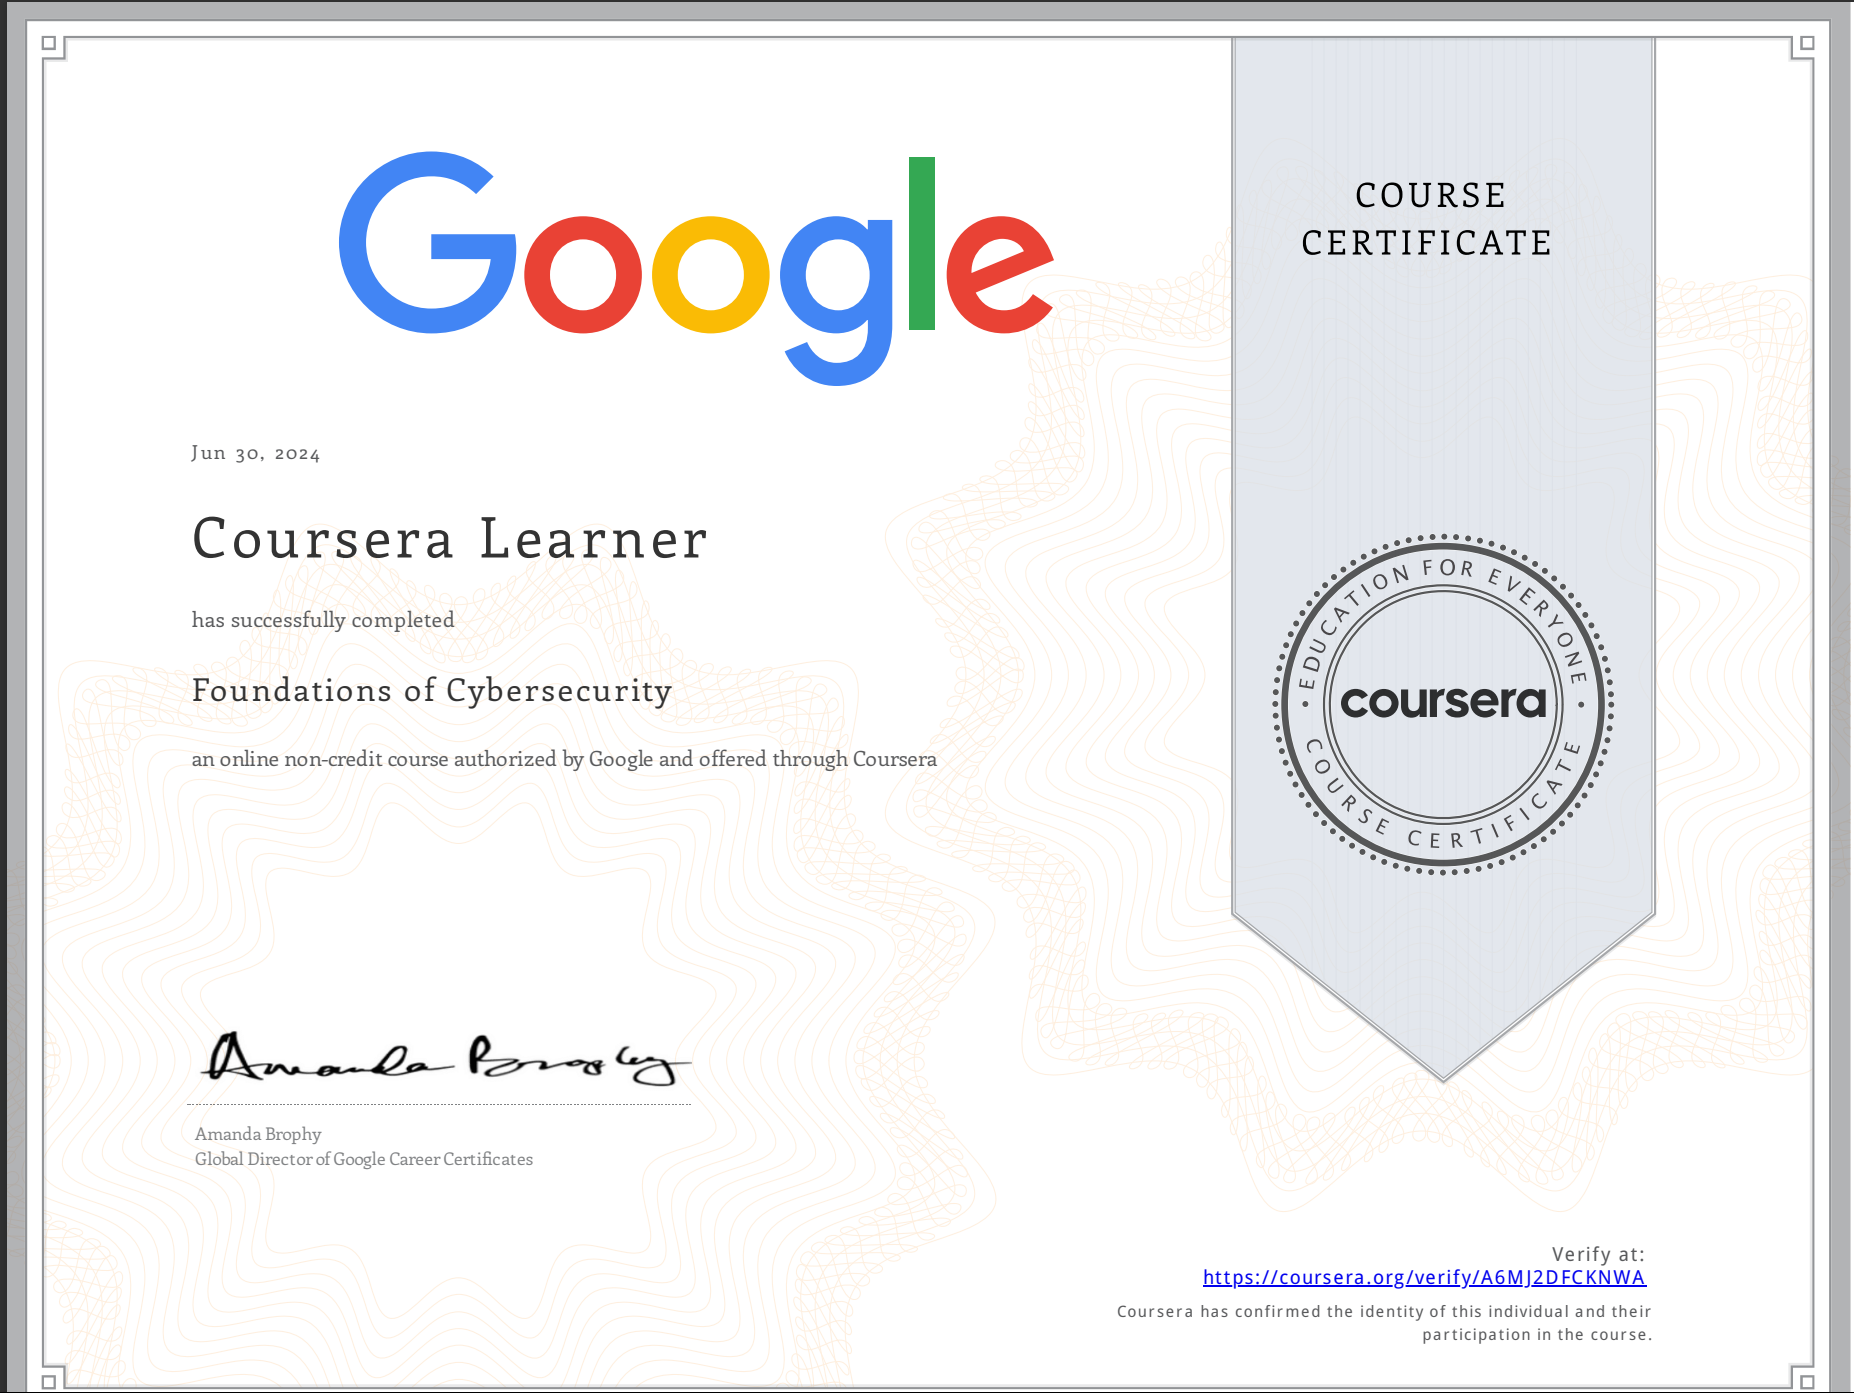 Google
COURSE
CERTIFICATE
Jun 30, 2024
Coursera Learner
has successfully completed
Foundations of Cybersecurity
an online non-credit course authorized by Google and offered through Coursera
EDUCATION FOR EVERYONE
coursera
COURSE CERTIFICATE
Amanda Brophy
Amanda Brophy
Global Director of Google Career Certificates
Verify at:
https://coursera.org/verify/A6MJ2DFCKNWA
Coursera has confirmed the identity of this individual and their
participation in the course.